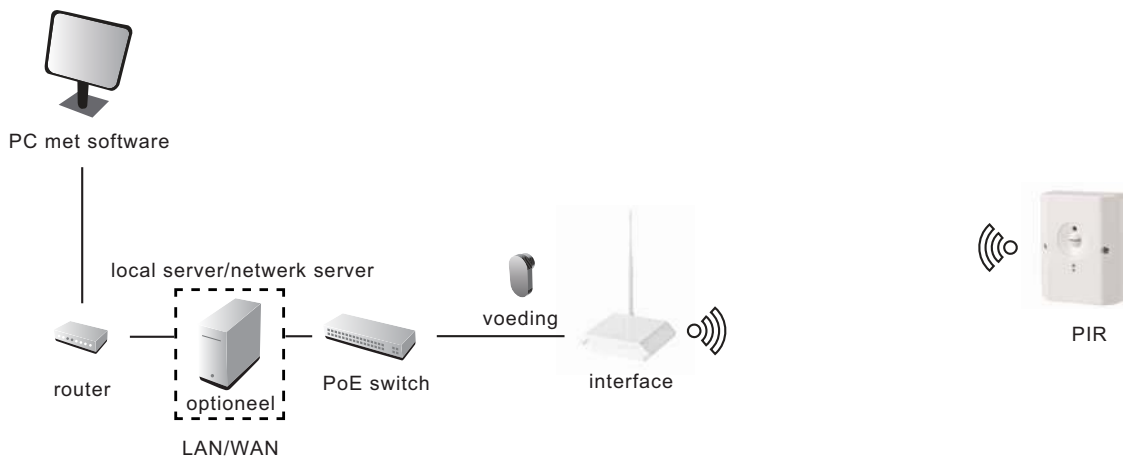 PC met software
local server/netwerk server
voeding
PIR
router
optioneel
PoE switch
interface
LAN/WAN